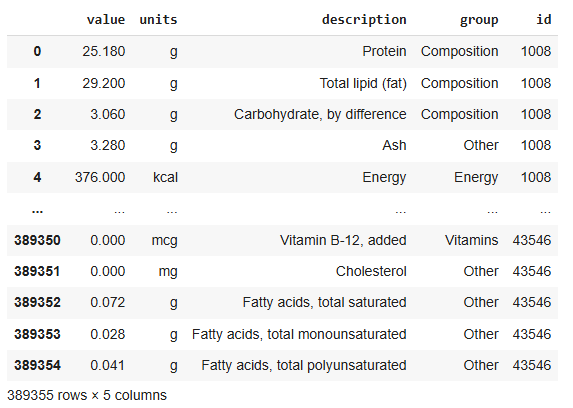 value units description group id
0 25.180 g Protein Composition 1008
1 29.200 g Total lipid (fat) Composition 1008
2 3.060 g Carbohydrate, by difference Composition 1008
3 3.280 g Ash Other 1008
4 376.000 kcal Energy Energy 1008
... ... ... ... ... ...
389350 0.000 mcg Vitamin B-12, added Vitamins 43546
389351 0.000 mg Cholesterol Other 43546
389352 0.072 g Fatty acids, total saturated Other 43546
389353 0.028 g Fatty acids, total monounsaturated Other 43546
389354 0.041 g Fatty acids, total polyunsaturated Other 43546
389355 rows × 5 columns